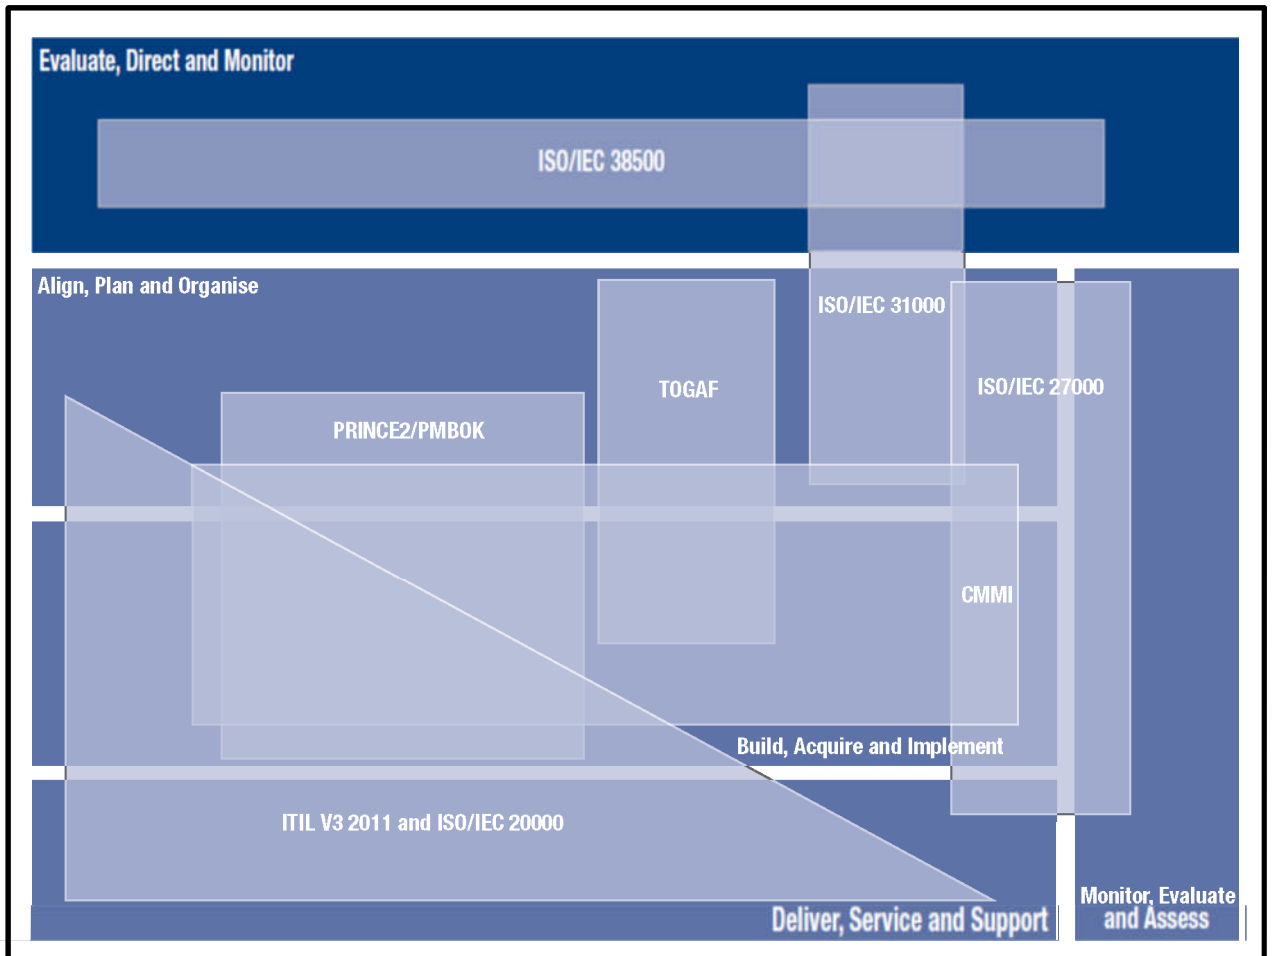 Evaluate, Direct and Monitor
ISO/IEC 38500
Align, Plan and Organise
ISO/IEC 31000
TOGAF
ISO/IEC 27000
PRINCE2/PMBOK
CMMI
Build, Acquire and Implement
ITIL V3 2011 and ISO/IEC 20000
Deliver, Service and Support
Monitor, Evaluate
and Assess